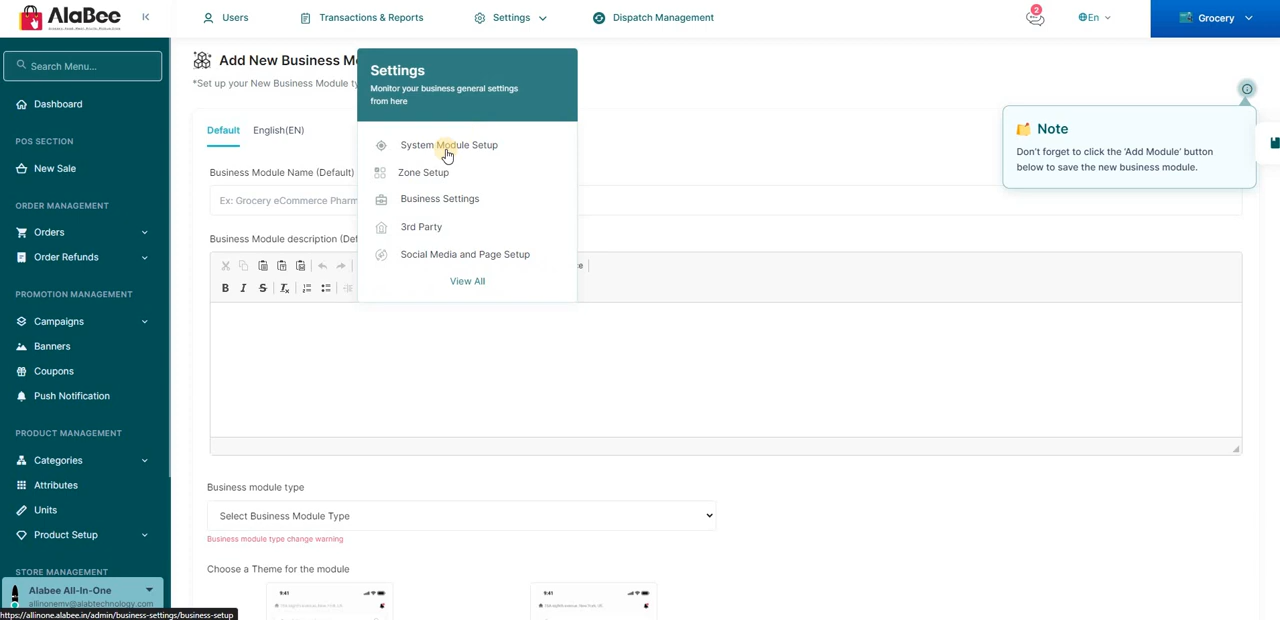 AlaBee
Users
Transactions & Reports
Settings
Dispatch Management
2
En
Grocery
Search Menu...
Dashboard
POS SECTION
New Sale
ORDER MANAGEMENT
Orders
Order Refunds
PROMOTION MANAGEMENT
Campaigns
Banners
Coupons
Push Notification
PRODUCT MANAGEMENT
Categories
Attributes
Units
Product Setup
STORE MANAGEMENT
Alabee All-In-One
allinonemv@alabtechnology.com
https://allinone.alabee.in/admin/business-settings/business-setup
Add New Business M
*Set up your New Business Module ty
Settings
Monitor your business general settings
from here
System Module Setup
Zone Setup
Business Settings
3rd Party
Social Media and Page Setup
View All
Note
Don't forget to click the 'Add Module' button
below to save the new business module.
Default
English(EN)
Business Module Name (Default)
Ex: Grocery eCommerce Pharm
Business Module description (De
B I S
Business module type
Select Business Module Type
Business module type change warning
Choose a Theme for the module
9:41
9:41